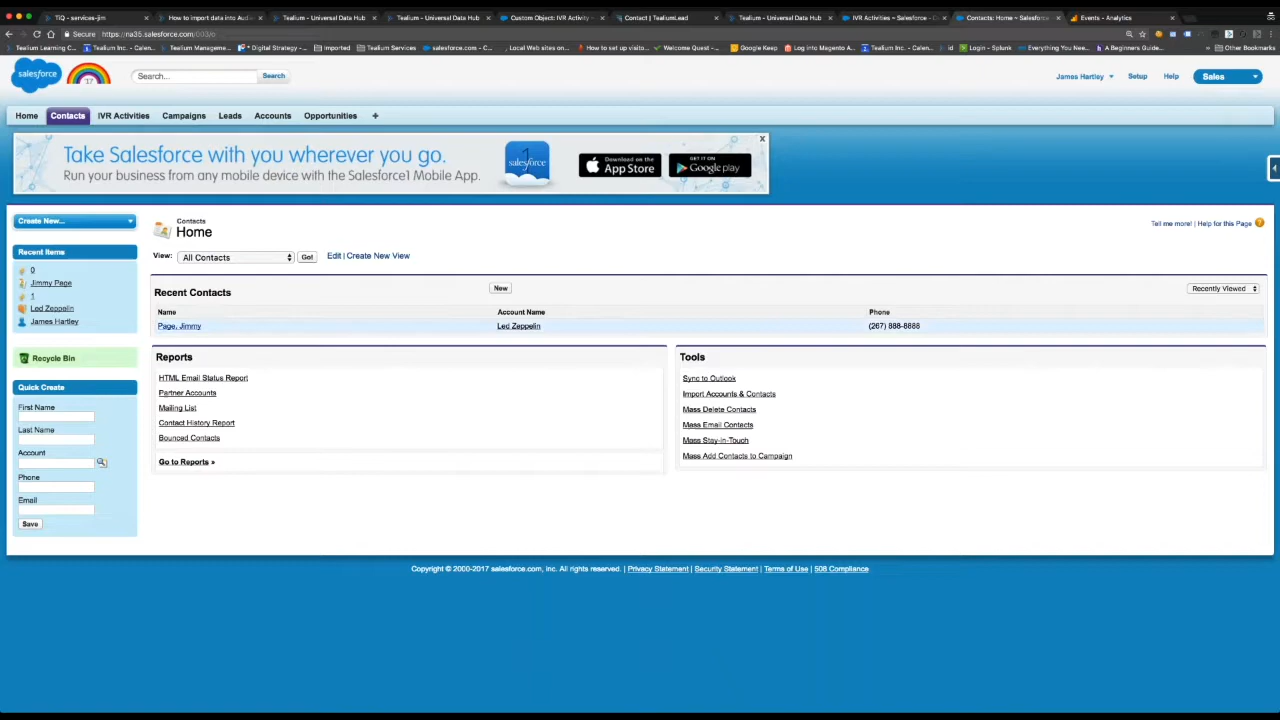 TiQ - services-jim
How to import data into Audi
Tealium - Universal Data Hub
Tealium - Universal Data Hub
Custom Object: IVR Activity ~
Contact | TealiumLead
Tealium - Universal Data Hub
IVR Activities ~ Salesforce - C
Contacts: Home ~ Salesforce
Events - Analytics
Secure https://na35.salesforce.com/003/o
Tealium Learning C...
Tealium Inc. - Calen...
Tealium Manageme...
* Digital Strategy -...
Imported
Tealium Services
salesforce.com - C...
Local Web sites on...
How to set up visito...
Welcome Quest -...
Google Keep
Log into Magento A...
Tealium Inc. - Calen...
id
Login - Splunk
Everything You Nee...
A Beginners Guide...
Other Bookmarks
salesforce
17
Search...
Search
James Hartley
Setup
Help
Sales
Home
Contacts
IVR Activities
Campaigns
Leads
Accounts
Opportunities
+
Take Salesforce with you wherever you go.
Run your business from any mobile device with the Salesforce1 Mobile App.
salesforce
1
Download on the
App Store
GET IT ON
Google play
x
Create New...
Recent Items
0
Jimmy Page
1
Led Zeppelin
James Hartley
Recycle Bin
Quick Create
First Name
Last Name
Account
Phone
Email
Save
Contacts
Home
Tell me more! | Help for this Page
View:
All Contacts
Go!
Edit | Create New View
Recent Contacts
New
Recently Viewed
Name
Account Name
Phone
Page, Jimmy
Led Zeppelin
(267) 888-8888
Reports
HTML Email Status Report
Partner Accounts
Mailing List
Contact History Report
Bounced Contacts
Go to Reports »
Tools
Sync to Outlook
Import Accounts & Contacts
Mass Delete Contacts
Mass Email Contacts
Mass Stay-in-Touch
Mass Add Contacts to Campaign
Copyright © 2000-2017 salesforce.com, inc. All rights reserved. | Privacy Statement | Security Statement | Terms of Use | 508 Compliance